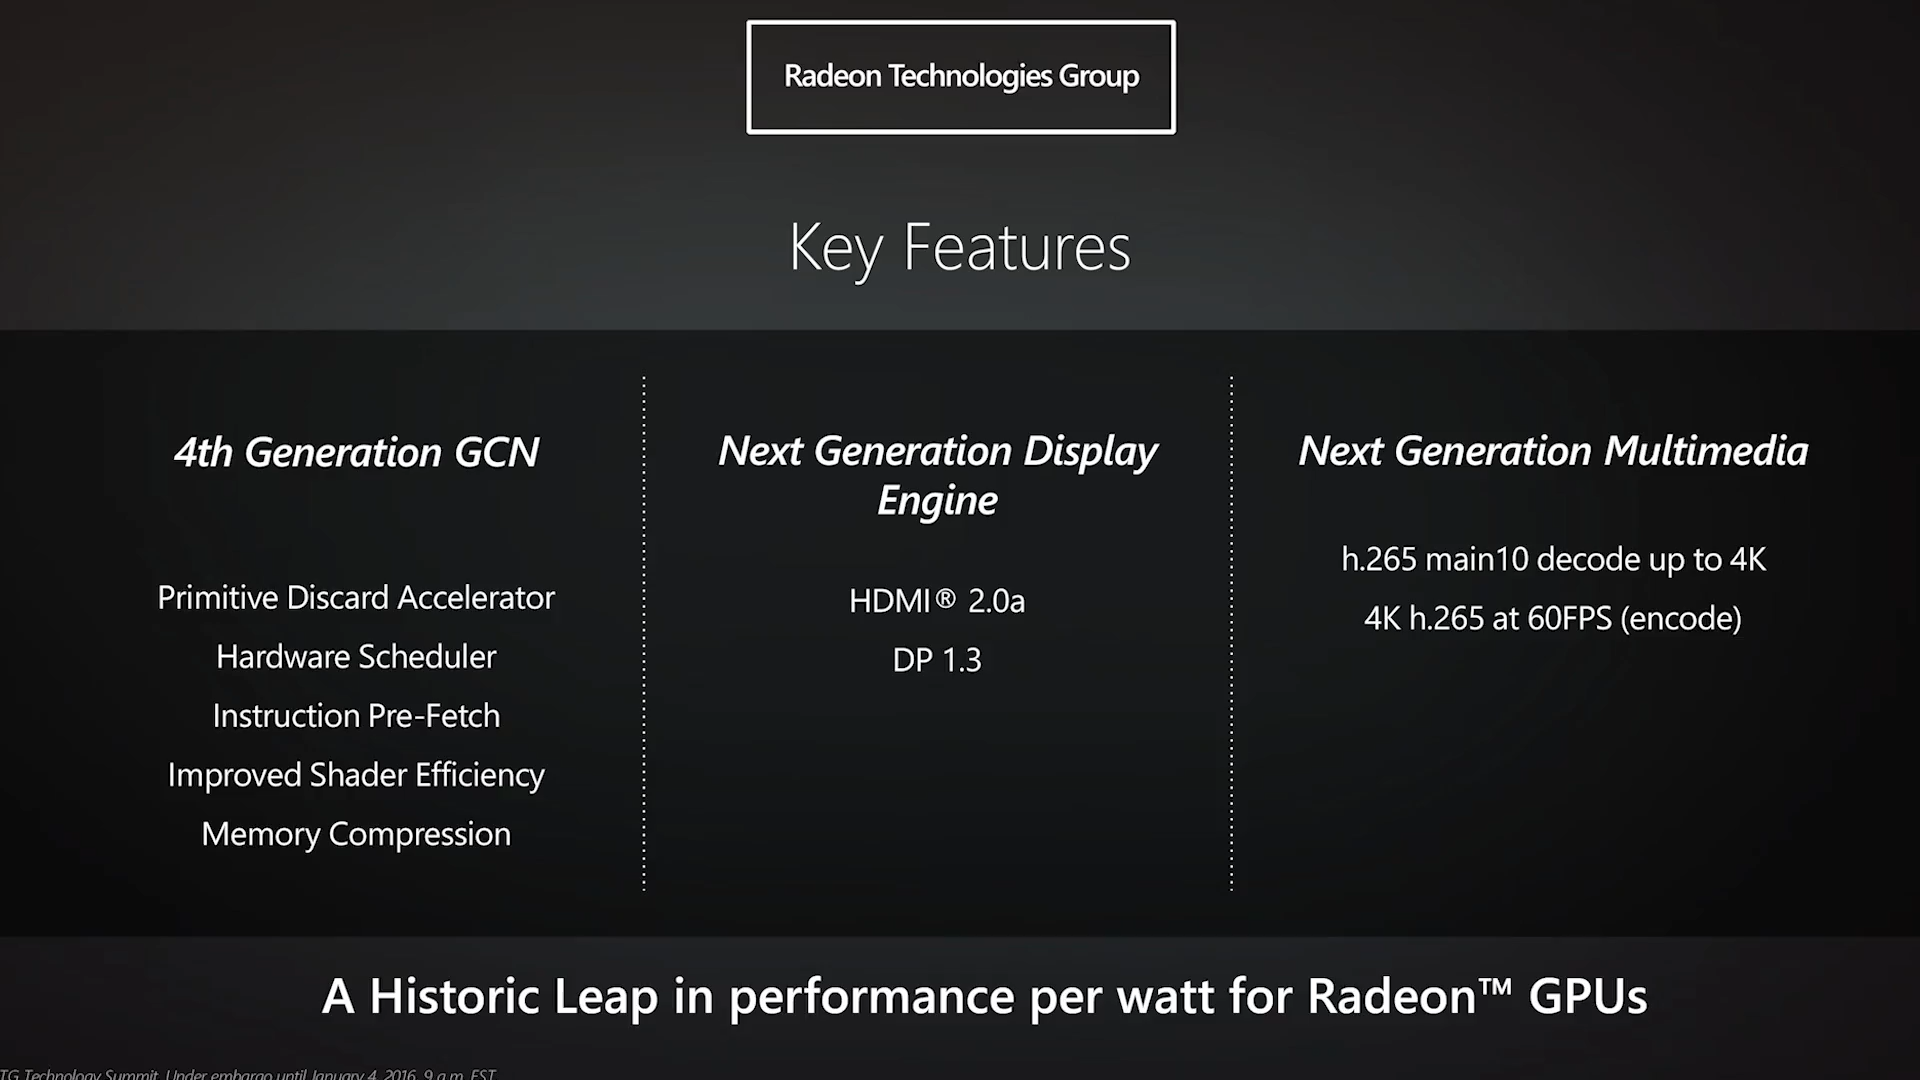 Radeon Technologies Group
Key Features
4th Generation GCN
Primitive Discard Accelerator
Hardware Scheduler
Instruction Pre-Fetch
Improved Shader Efficiency
Memory Compression
Next Generation Display
Engine
HDMI® 2.0a
DP 1.3
Next Generation Multimedia
h.265 main10 decode up to 4K
4K h.265 at 60FPS (encode)
A Historic Leap in performance per watt for Radeon™ GPUs
TG Technology Summit. Under embargo until January 4, 2016, 9 a.m. EST.